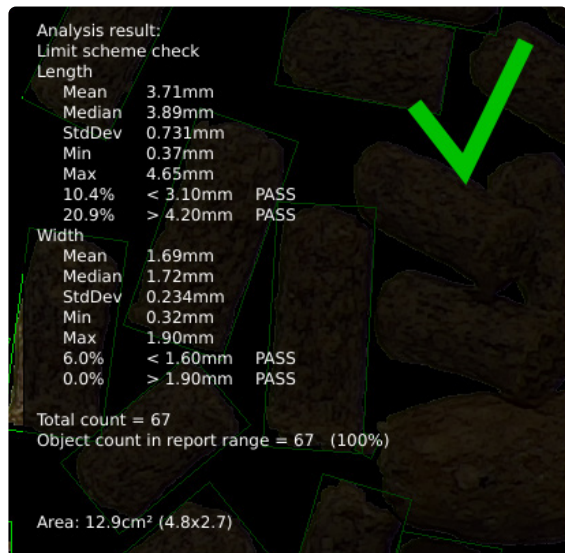 Analysis result:
Limit scheme check
Length
Mean 3.71mm
Median 3.89mm
StdDev 0.731mm
Min 0.37mm
Max 4.65mm
10.4% < 3.10mm PASS
20.9% > 4.20mm PASS
Width
Mean 1.69mm
Median 1.72mm
StdDev 0.234mm
Min 0.32mm
Max 1.90mm
6.0% < 1.60mm PASS
0.0% > 1.90mm PASS
Total count = 67
Object count in report range = 67 (100%)
Area: 12.9cm² (4.8x2.7)